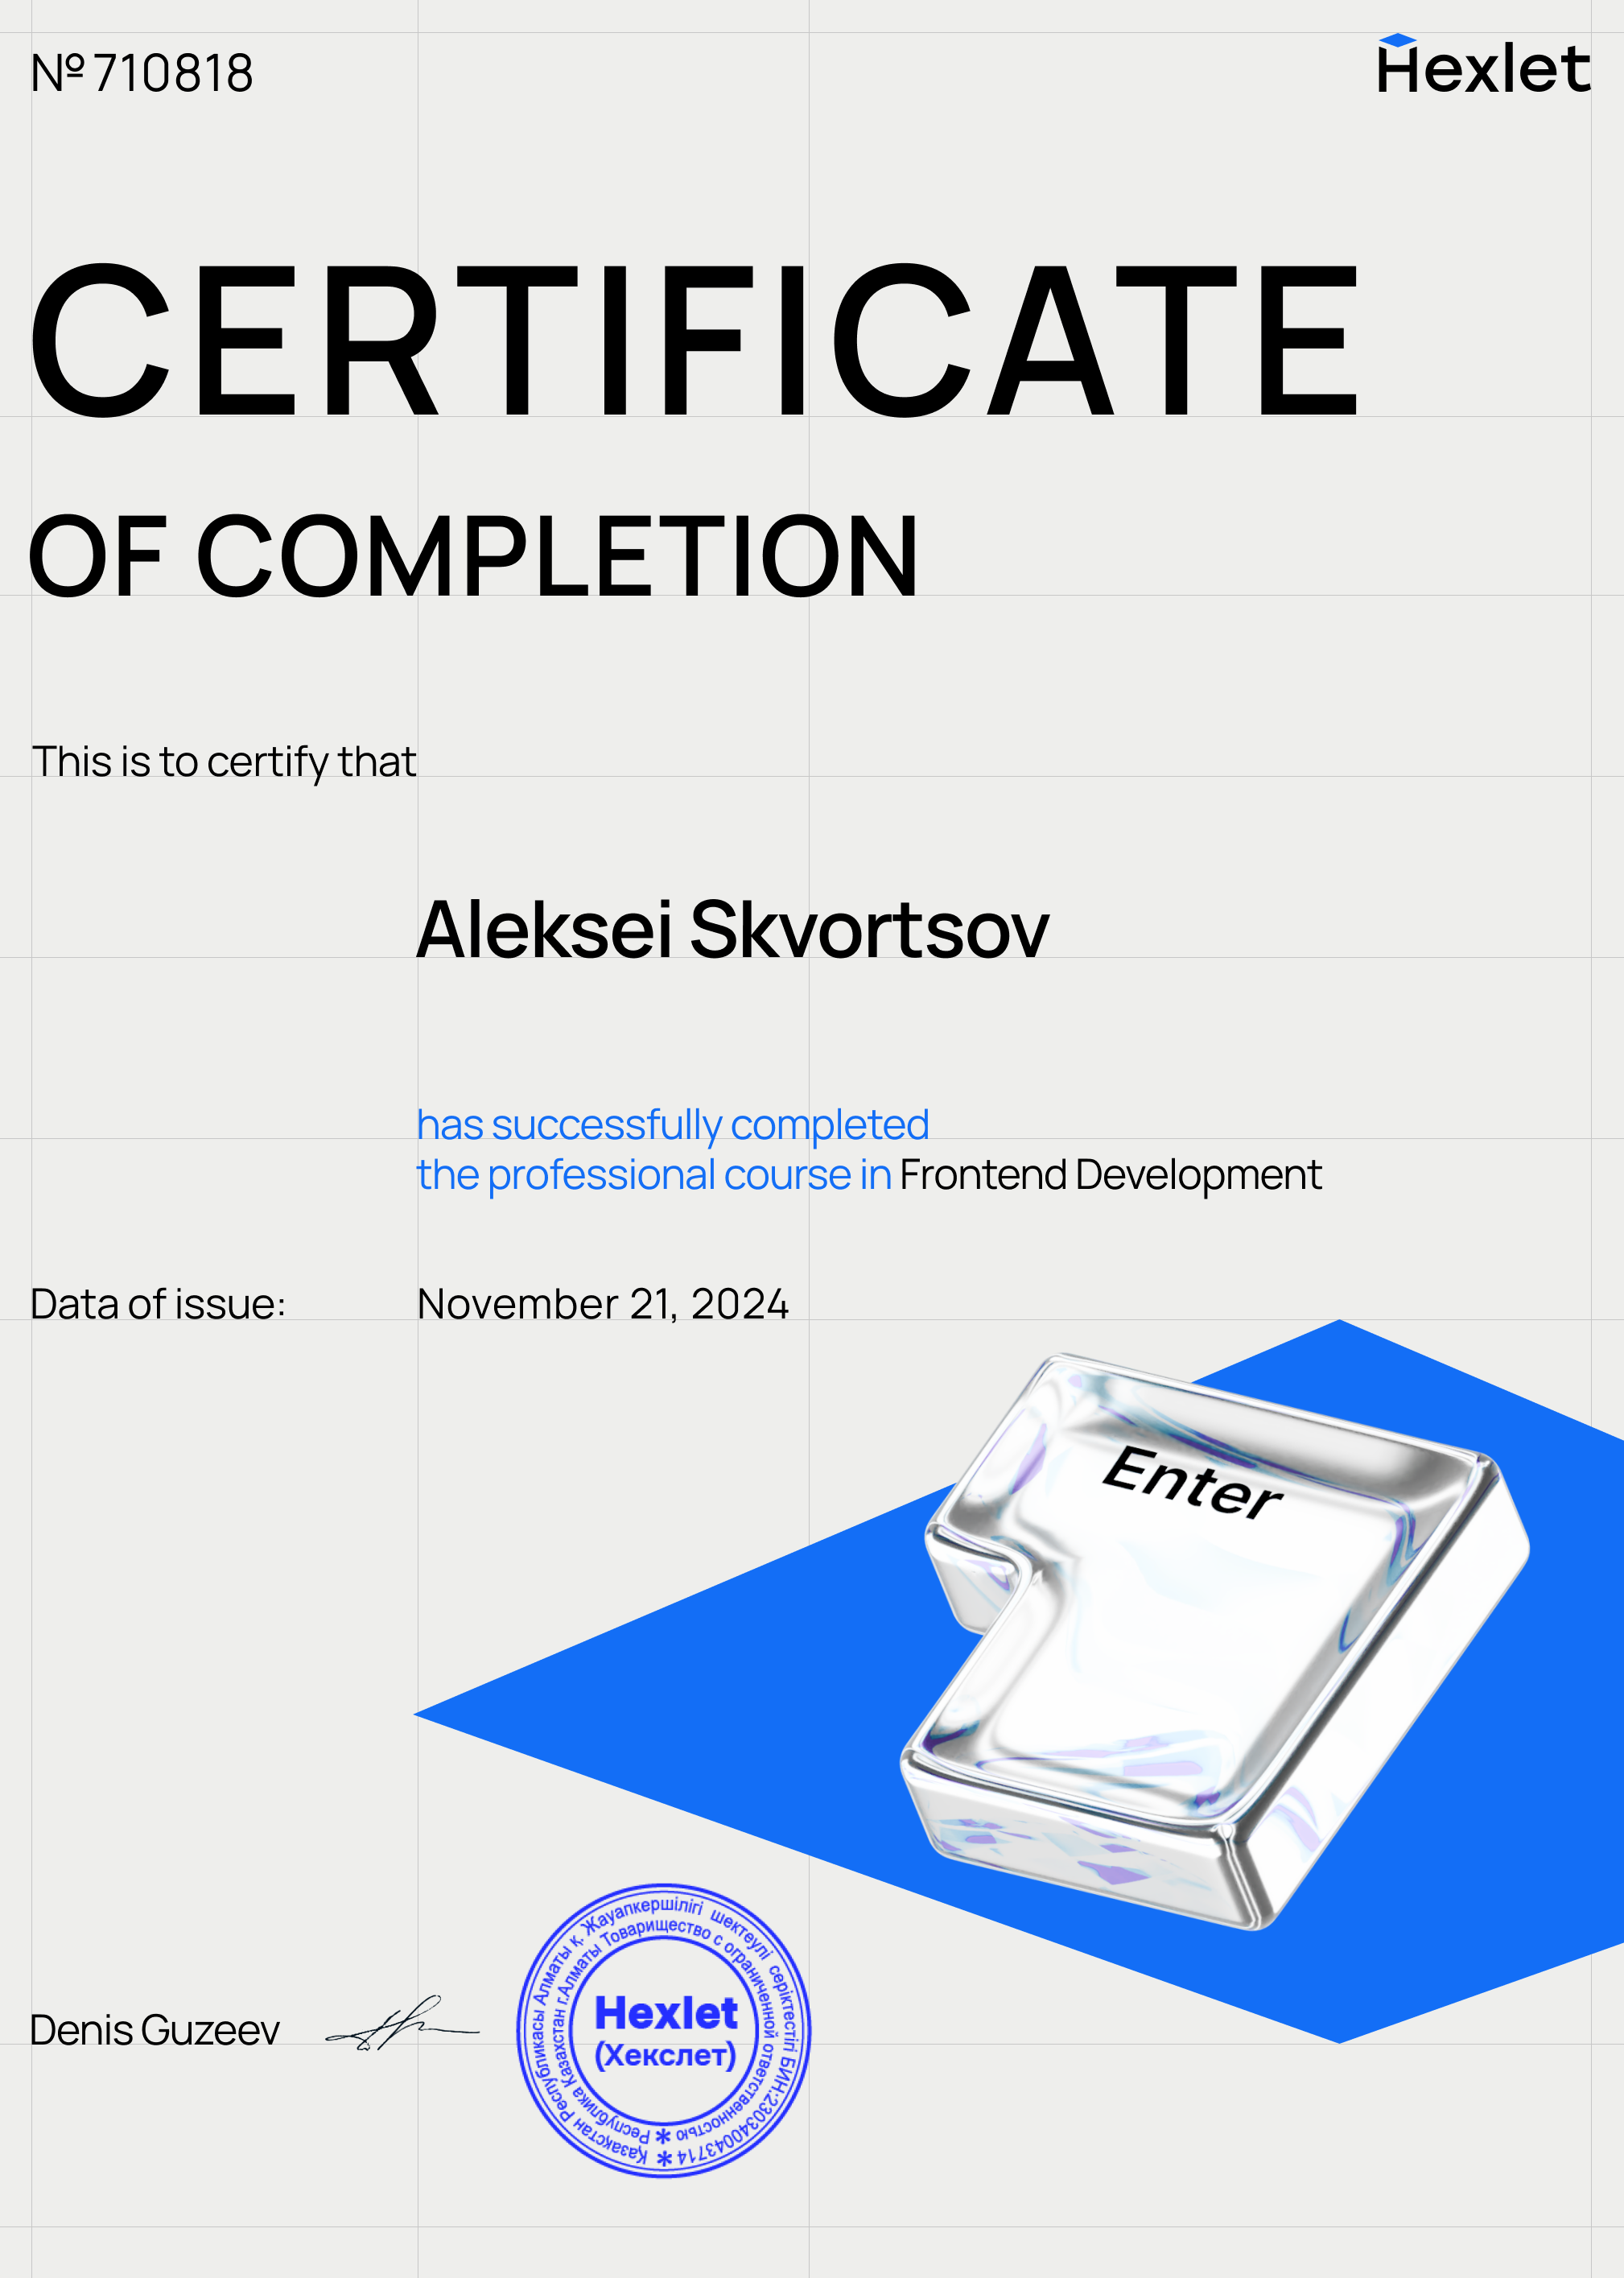 № 710818
Hexlet
CERTIFICATE
OF COMPLETION
This is to certify that
Aleksei Skvortsov
has successfully completed
the professional course in Frontend Development
Data of issue: November 21, 2024
Enter
Denis Guzeev
Қазақстан Республикасы Алматы қ. Жауапкершілігі шектеулі серіктестігі БИН:230340043714 *
Республика Казахстан г.Алматы Товарищество с ограниченной ответственностью *
Hexlet
(Хекслет)